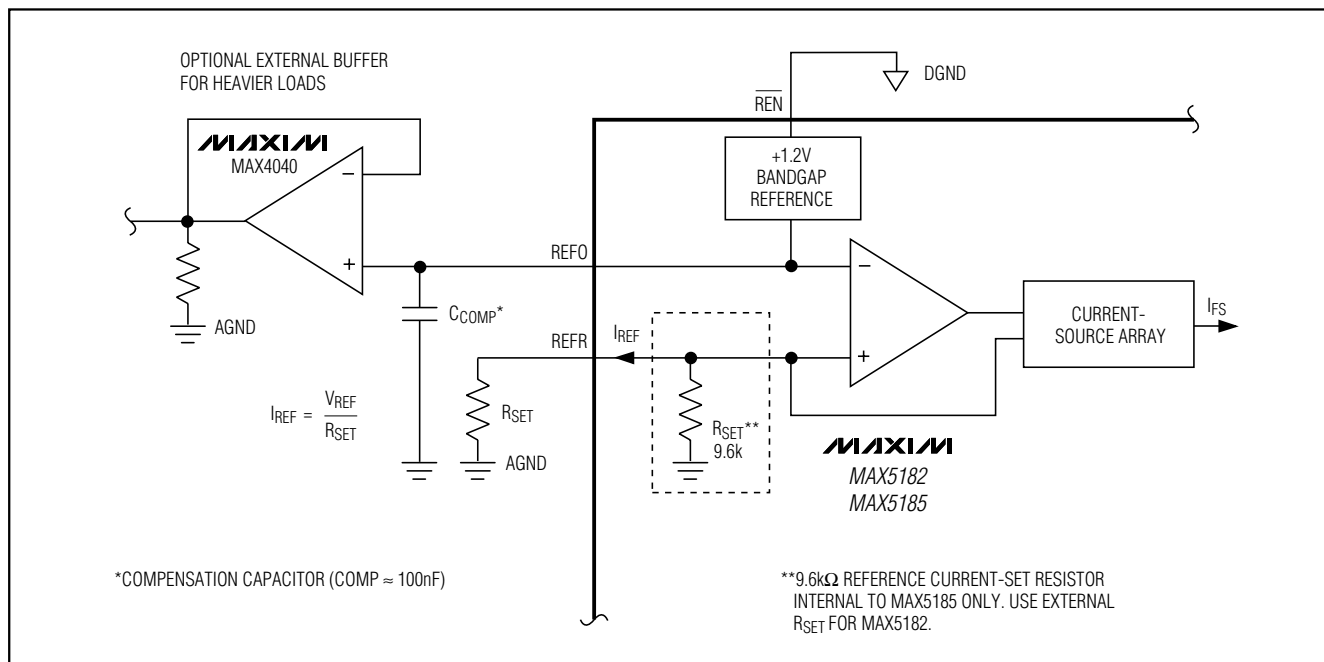 OPTIONAL EXTERNAL BUFFER
FOR HEAVIER LOADS
MAXIM
MAX4040
−
+
AGND
REN
DGND
+1.2V
BANDGAP
REFERENCE
REFO
CCOMP*
REFR
IREF
RSET
AGND
IREF = VREF
RSET
RSET**
9.6k
−
+
CURRENT-
SOURCE ARRAY
IFS
MAXIM
MAX5182
MAX5185
*COMPENSATION CAPACITOR (COMP ≈ 100nF)
**9.6kΩ REFERENCE CURRENT-SET RESISTOR
INTERNAL TO MAX5185 ONLY. USE EXTERNAL
RSET FOR MAX5182.